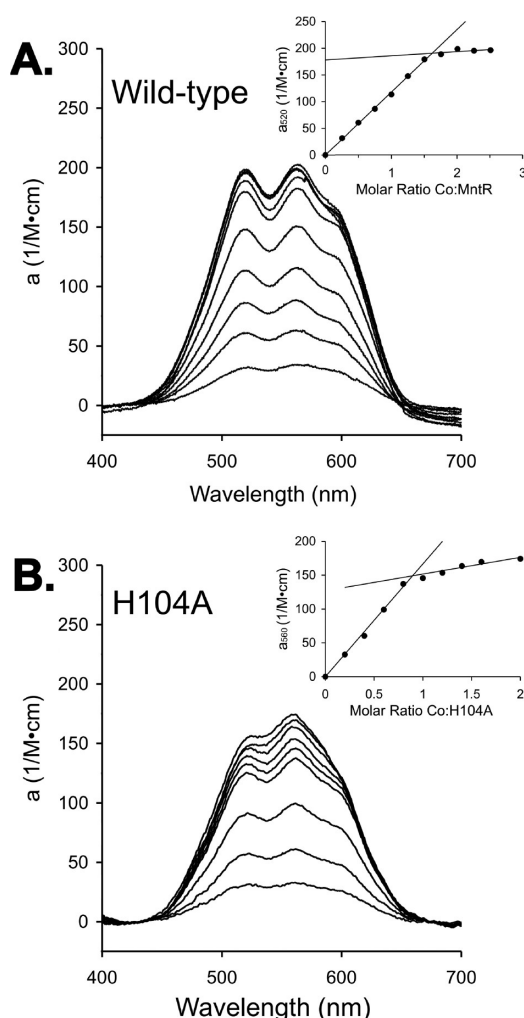 A.
Wild-type
300
250
200
150
100
50
0
a (1/M•cm)
400 500 600 700
Wavelength (nm)
250
200
150
100
50
0
a520 (1/M•cm)
0 1 2 3
Molar Ratio Co:MntR
B.
H104A
300
250
200
150
100
50
0
a (1/M•cm)
400 500 600 700
Wavelength (nm)
200
150
100
50
0
a560 (1/M•cm)
0 0.5 1 1.5 2
Molar Ratio Co:H104A